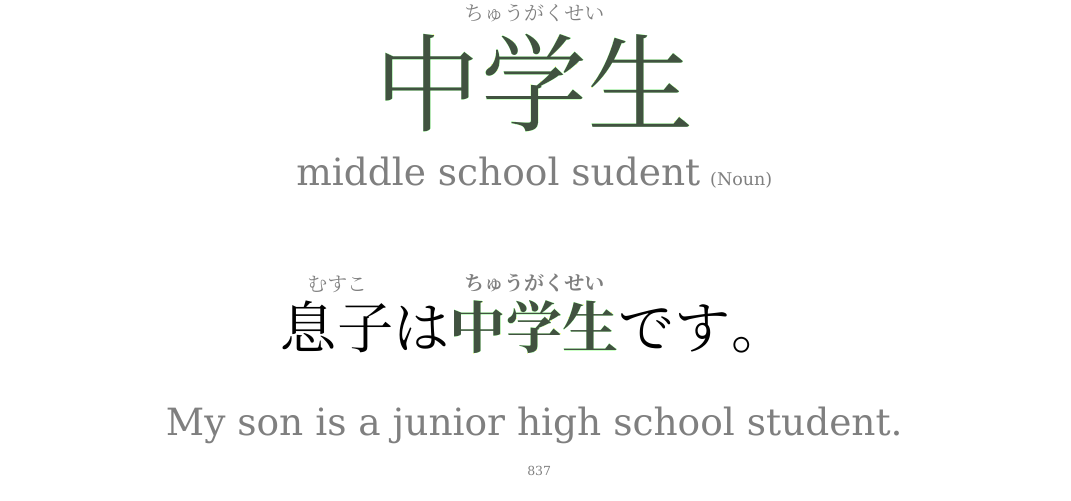 ちゅうがくせい
中学生
middle school sudent (Noun)
むすこ ちゅうがくせい
息子は中学生です。
My son is a junior high school student.
837